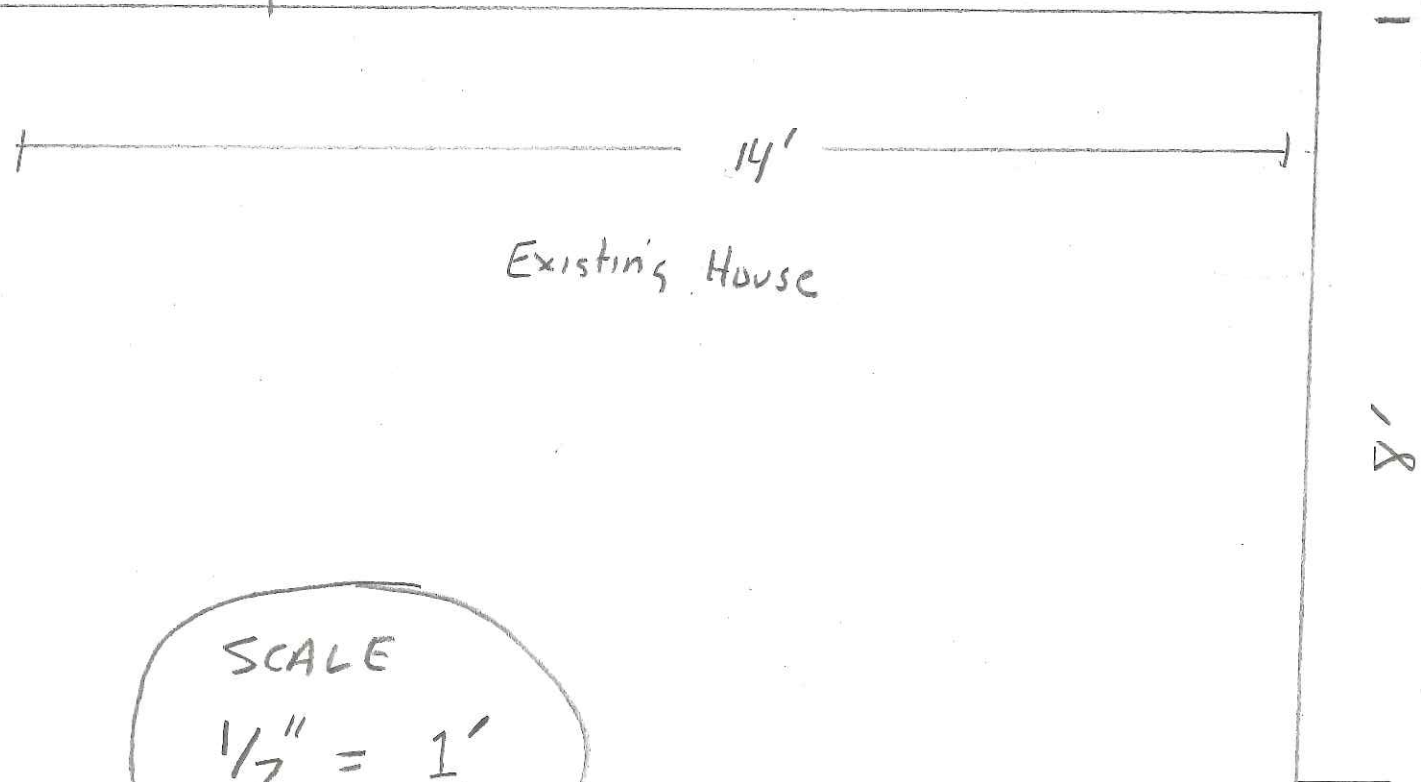 14'
Existing House
8'
SCALE
1/2" = 1'